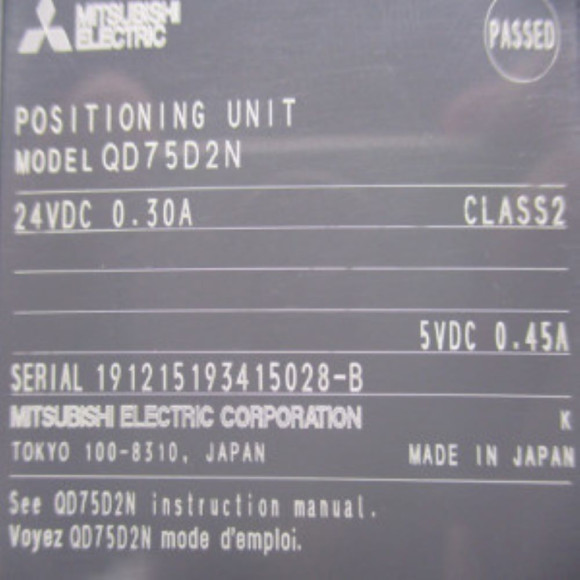 MITSUBISHI
ELECTRIC
PASSED
POSITIONING UNIT
MODEL QD75D2N
24VDC 0.30A CLASS2
5VDC 0.45A
SERIAL 191215193415028-B
MITSUBISHI ELECTRIC CORPORATION K
TOKYO 100-8310, JAPAN MADE IN JAPAN
See QD75D2N instruction manual.
Voyez QD75D2N mode d'emploi.